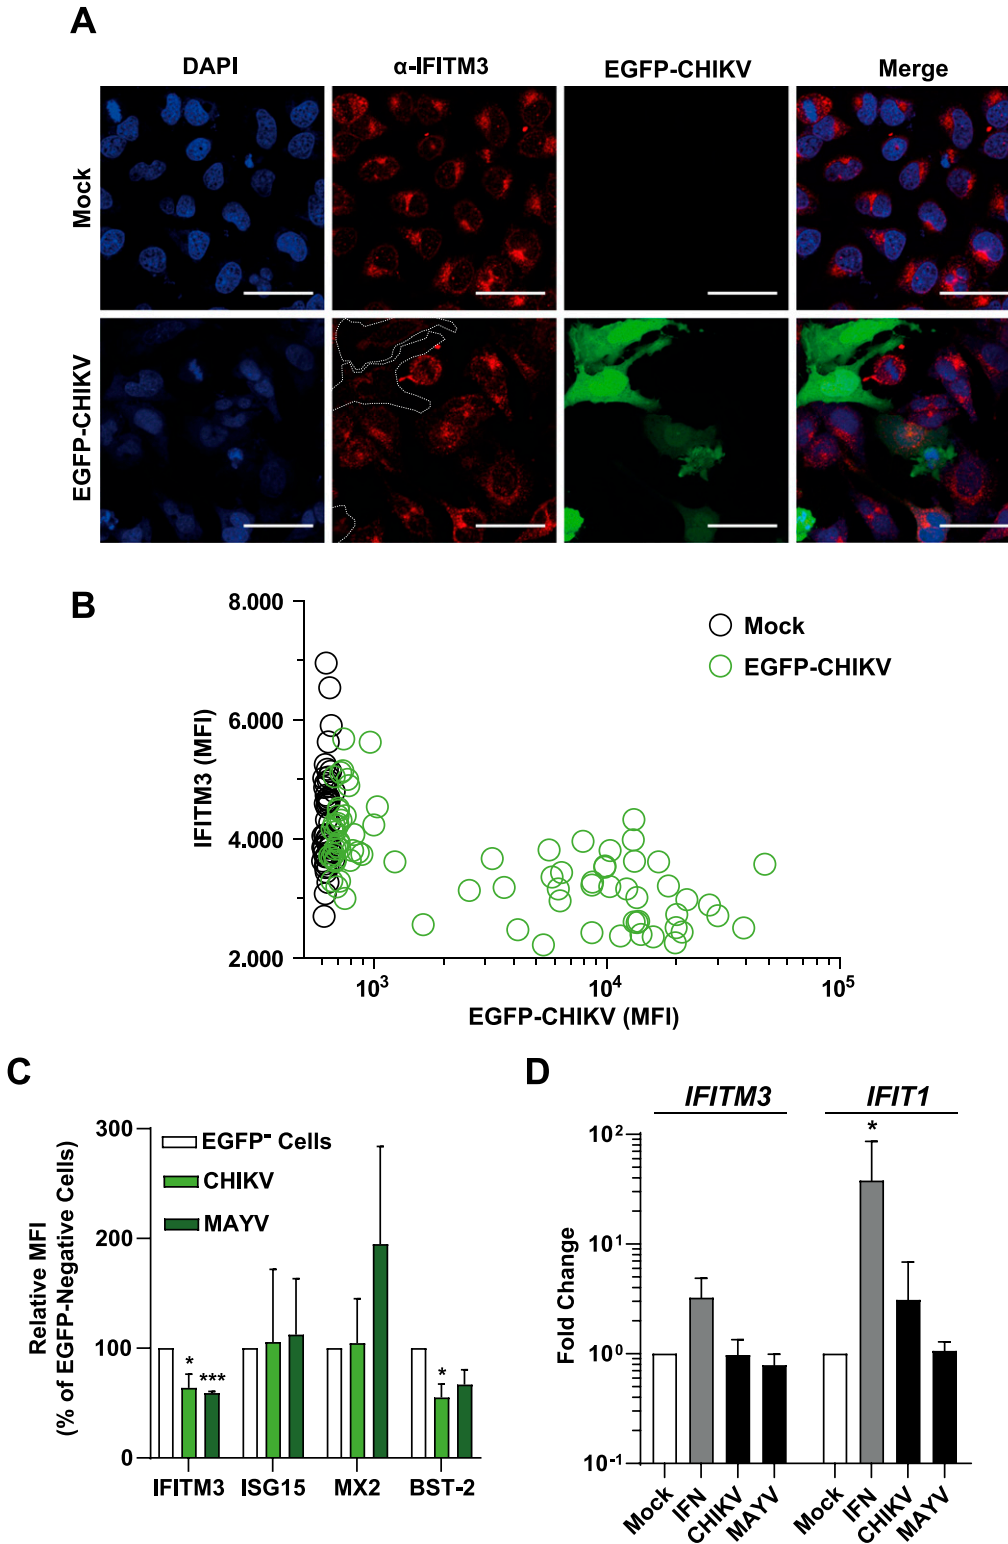 A
DAPI α-IFITM3 EGFP-CHIKV Merge
Mock
EGFP-CHIKV
B
8.000
6.000
4.000
2.000
IFITM3 (MFI)
Mock
EGFP-CHIKV
10³ 10⁴ 10⁵
EGFP-CHIKV (MFI)
C
Relative MFI
(% of EGFP-Negative Cells)
300
200
100
0
EGFP⁻ Cells
CHIKV
MAYV
* *** *
IFITM3 ISG15 MX2 BST-2
D
IFITM3 IFIT1
*
Fold Change
10²
10¹
10⁰
10⁻¹
Mock IFN CHIKV MAYV Mock IFN CHIKV MAYV